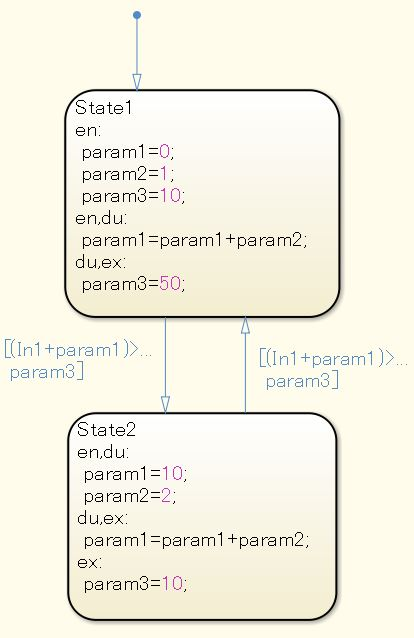 State1
en:
param1=0;
param2=1;
param3=10;
en,du:
param1=param1+param2;
du,ex:
param3=50;
[(In1+param1)>...
param3]
[(In1+param1)>...
param3]
State2
en,du:
param1=10;
param2=2;
du,ex:
param1=param1+param2;
ex:
param3=10;